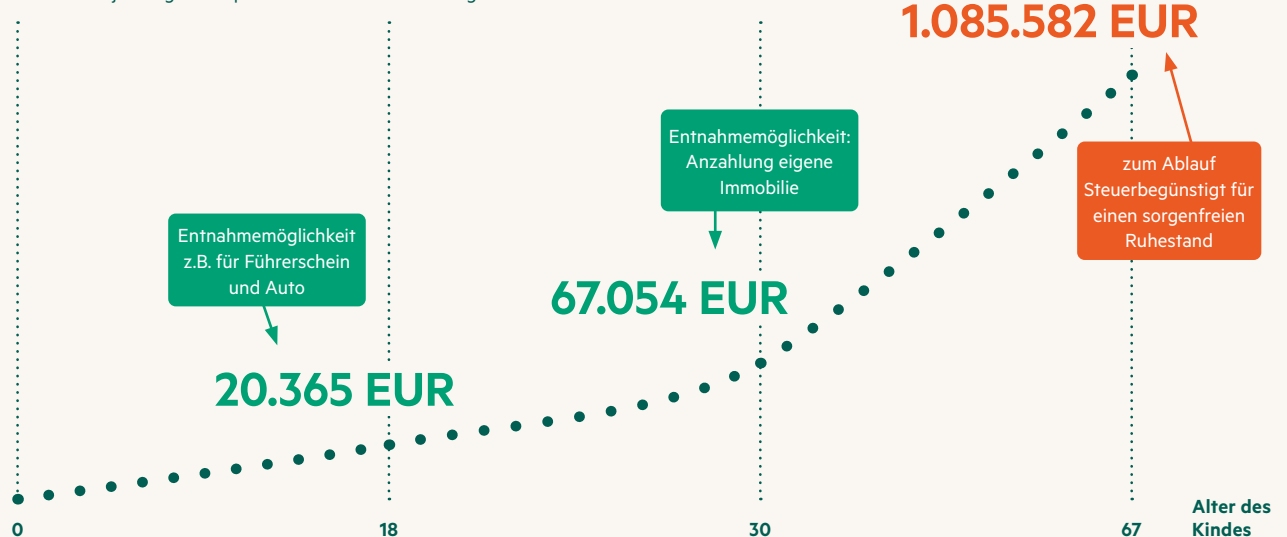 1.085.582 EUR
Entnahmemöglichkeit:
Anzahlung eigene
Immobilie
zum Ablauf
Steuerbegünstigt für
einen sorgenfreien
Ruhestand
Entnahmemöglichkeit
z.B. für Führerschein
und Auto
67.054 EUR
20.365 EUR
Alter des
Kindes
0
18
30
67